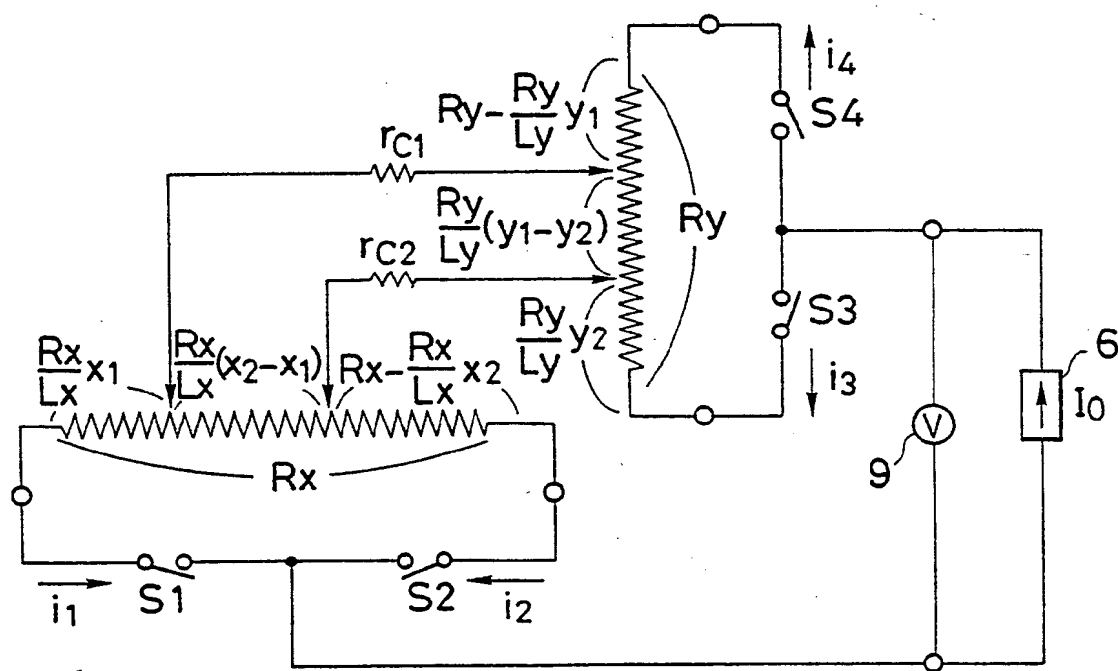 i4
S4
Ry-Ry/Ly y1
rC1
Ry/Ly(y1-y2)
Ry
rC2
S3
Ry/Ly y2
i3
6
I0
Rx/Lx x1
Rx/Lx(x2-x1)
Rx-Rx/Lx x2
9
V
Rx
i1
S1
S2
i2